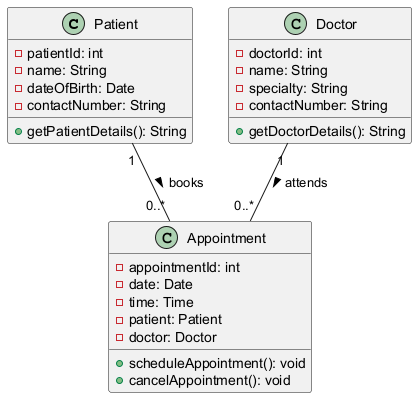 C Patient
- patientId: int
- name: String
- dateOfBirth: Date
- contactNumber: String
getPatientDetails(): String
C Doctor
doctorId: int
name: String
specialty: String
contactNumber: String
getDoctorDetails(): String
1
1
books
attends
0..*
0..*
C Appointment
appointmentId: int
date: Date
time: Time
patient: Patient
doctor: Doctor
scheduleAppointment(): void
cancelAppointment(): void